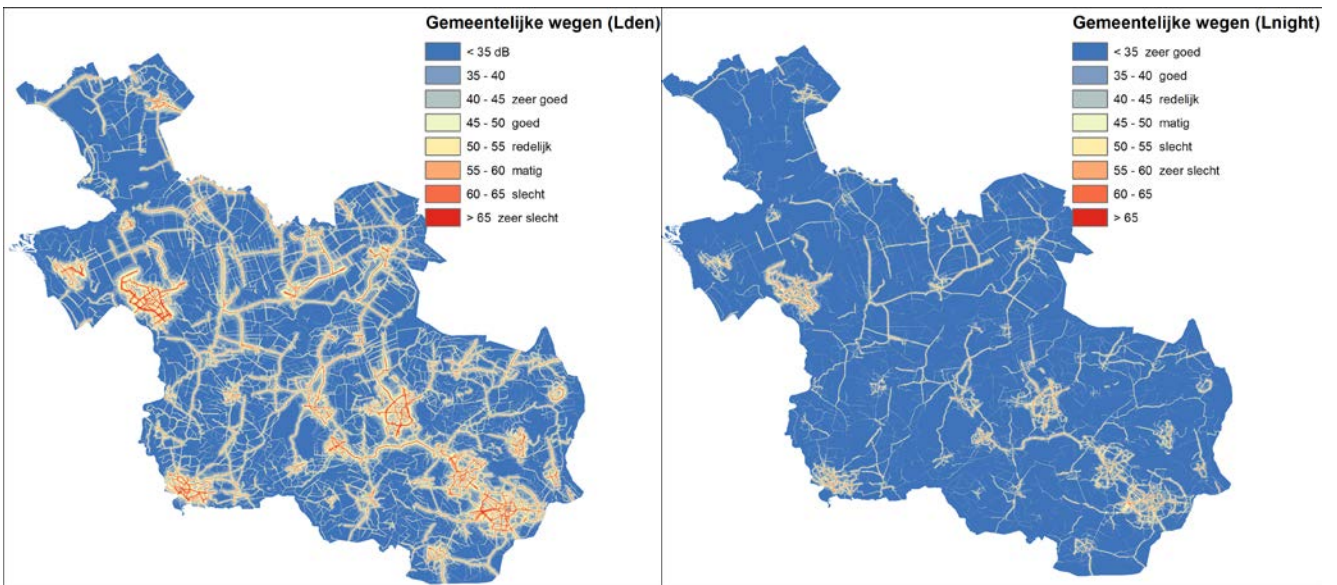 Gemeentelijke wegen (Lden)
< 35 dB
35 - 40
40 - 45 zeer goed
45 - 50 goed
50 - 55 redelijk
55 - 60 matig
60 - 65 slecht
> 65 zeer slecht
Gemeentelijke wegen (Lnight)
< 35 zeer goed
35 - 40 goed
40 - 45 redelijk
45 - 50 matig
50 - 55 slecht
55 - 60 zeer slecht
60 - 65
> 65